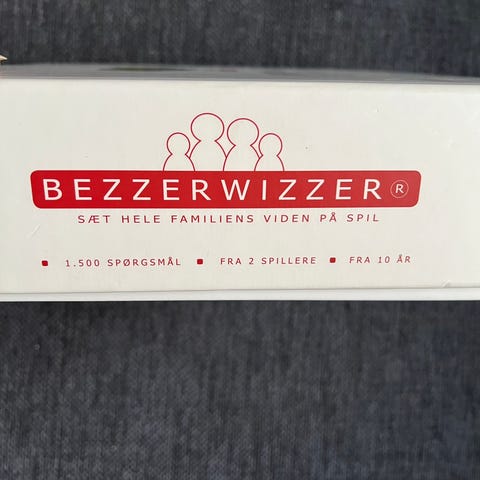 BEZZERWIZZER ®
SÆT HELE FAMILIENS VIDEN PÅ SPIL
▪ 1.500 SPØRGSMÅL ▪ FRA 2 SPILLERE ▪ FRA 10 ÅR